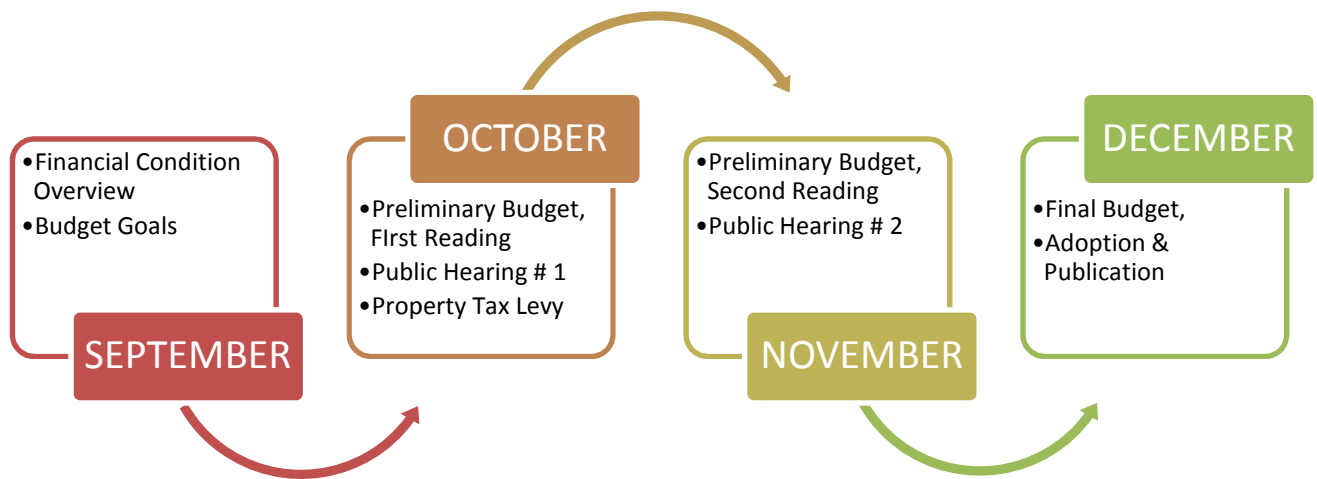 •Financial Condition
Overview
•Budget Goals
SEPTEMBER
OCTOBER
•Preliminary Budget,
FIrst Reading
•Public Hearing # 1
•Property Tax Levy
•Preliminary Budget,
Second Reading
•Public Hearing # 2
NOVEMBER
DECEMBER
•Final Budget,
•Adoption &
Publication